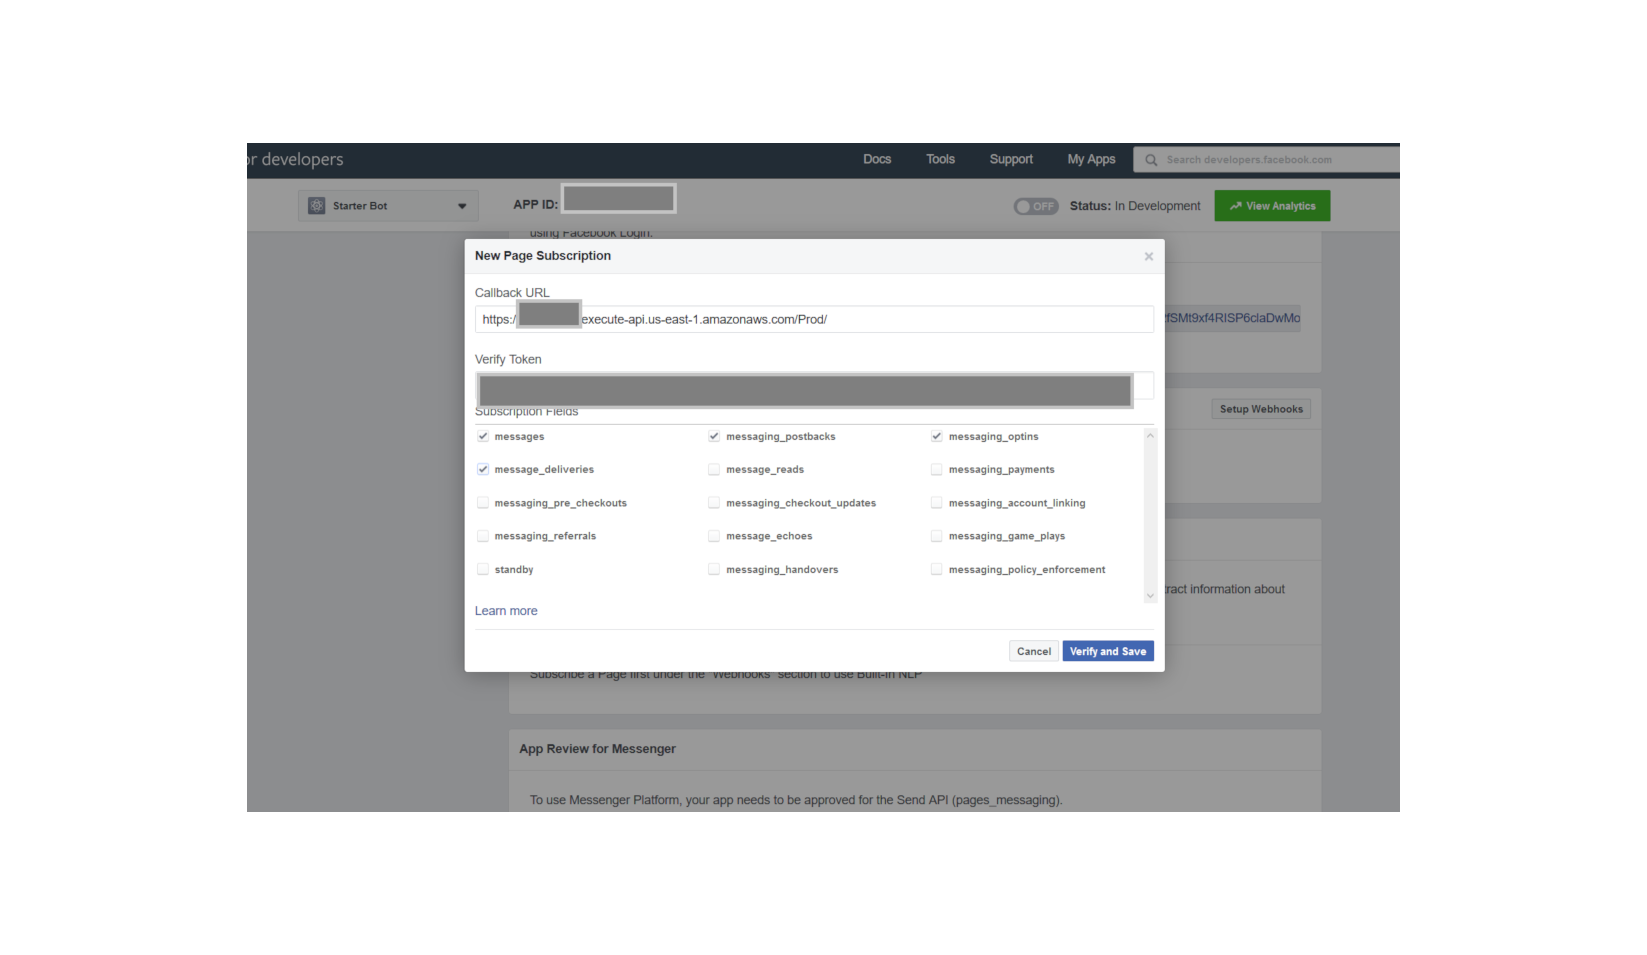 or developers Docs Tools Support My Apps Search developers.facebook.com
Starter Bot APP ID: OFF Status: In Development View Analytics
using Facebook Login.
New Page Subscription
Callback URL
https:/ execute-api.us-east-1.amazonaws.com/Prod/
fSMt9xf4RISP6claDwMo
Verify Token
Subscription Fields
Setup Webhooks
messages messaging_postbacks messaging_optins
message_deliveries message_reads messaging_payments
messaging_pre_checkouts messaging_checkout_updates messaging_account_linking
messaging_referrals message_echoes messaging_game_plays
standby messaging_handovers messaging_policy_enforcement
tract information about
Learn more
Cancel Verify and Save
Subscribe a Page first under the "Webhooks" section to use Built-in NLP
App Review for Messenger
To use Messenger Platform, your app needs to be approved for the Send API (pages_messaging).